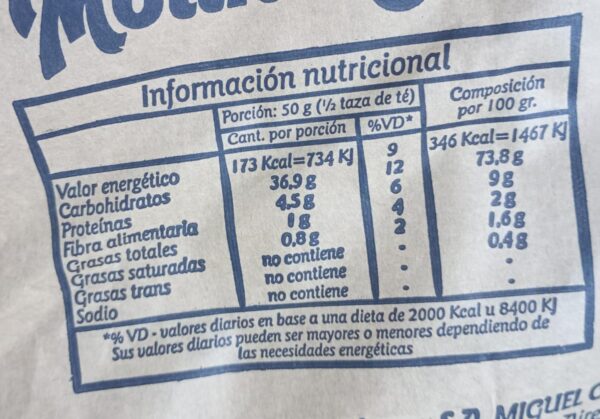 Información nutricional
Porción: 50 g (½ taza de té) Composición por 100 gr.
Cant. por porción %VD*
Valor energético 173 Kcal=734 KJ 9 346 Kcal=1467 KJ
Carbohidratos 36,9 g 12 73,8 g
Proteínas 4.5 g 6 9 g
Fibra alimentaria 1 g 4 2 g
Grasas totales 0,8 g 2 1,6 g
Grasas saturadas no contiene - 0,4 g
Grasas trans no contiene - -
Sodio no contiene - -
*% VD - valores diarios en base a una dieta de 2000 Kcal u 8400 KJ
Sus valores diarios pueden ser mayores o menores dependiendo de
las necesidades energéticas
S.A. MIGUEL C